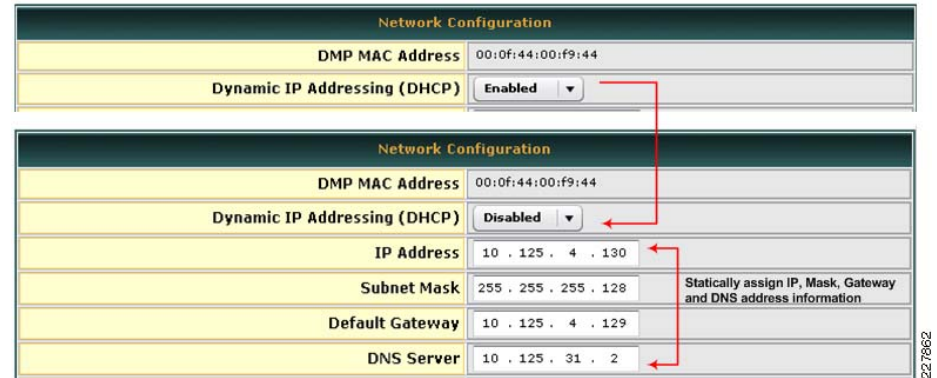 Network Configuration
DMP MAC Address 00:0f:44:00:f9:44
Dynamic IP Addressing (DHCP) Enabled
Network Configuration
DMP MAC Address 00:0f:44:00:f9:44
Dynamic IP Addressing (DHCP) Disabled
IP Address 10 . 125 . 4 . 130
Subnet Mask 255 . 255 . 255 . 128
Statically assign IP, Mask, Gateway
and DNS address information
Default Gateway 10 . 125 . 4 . 129
DNS Server 10 . 125 . 31 . 2
227862